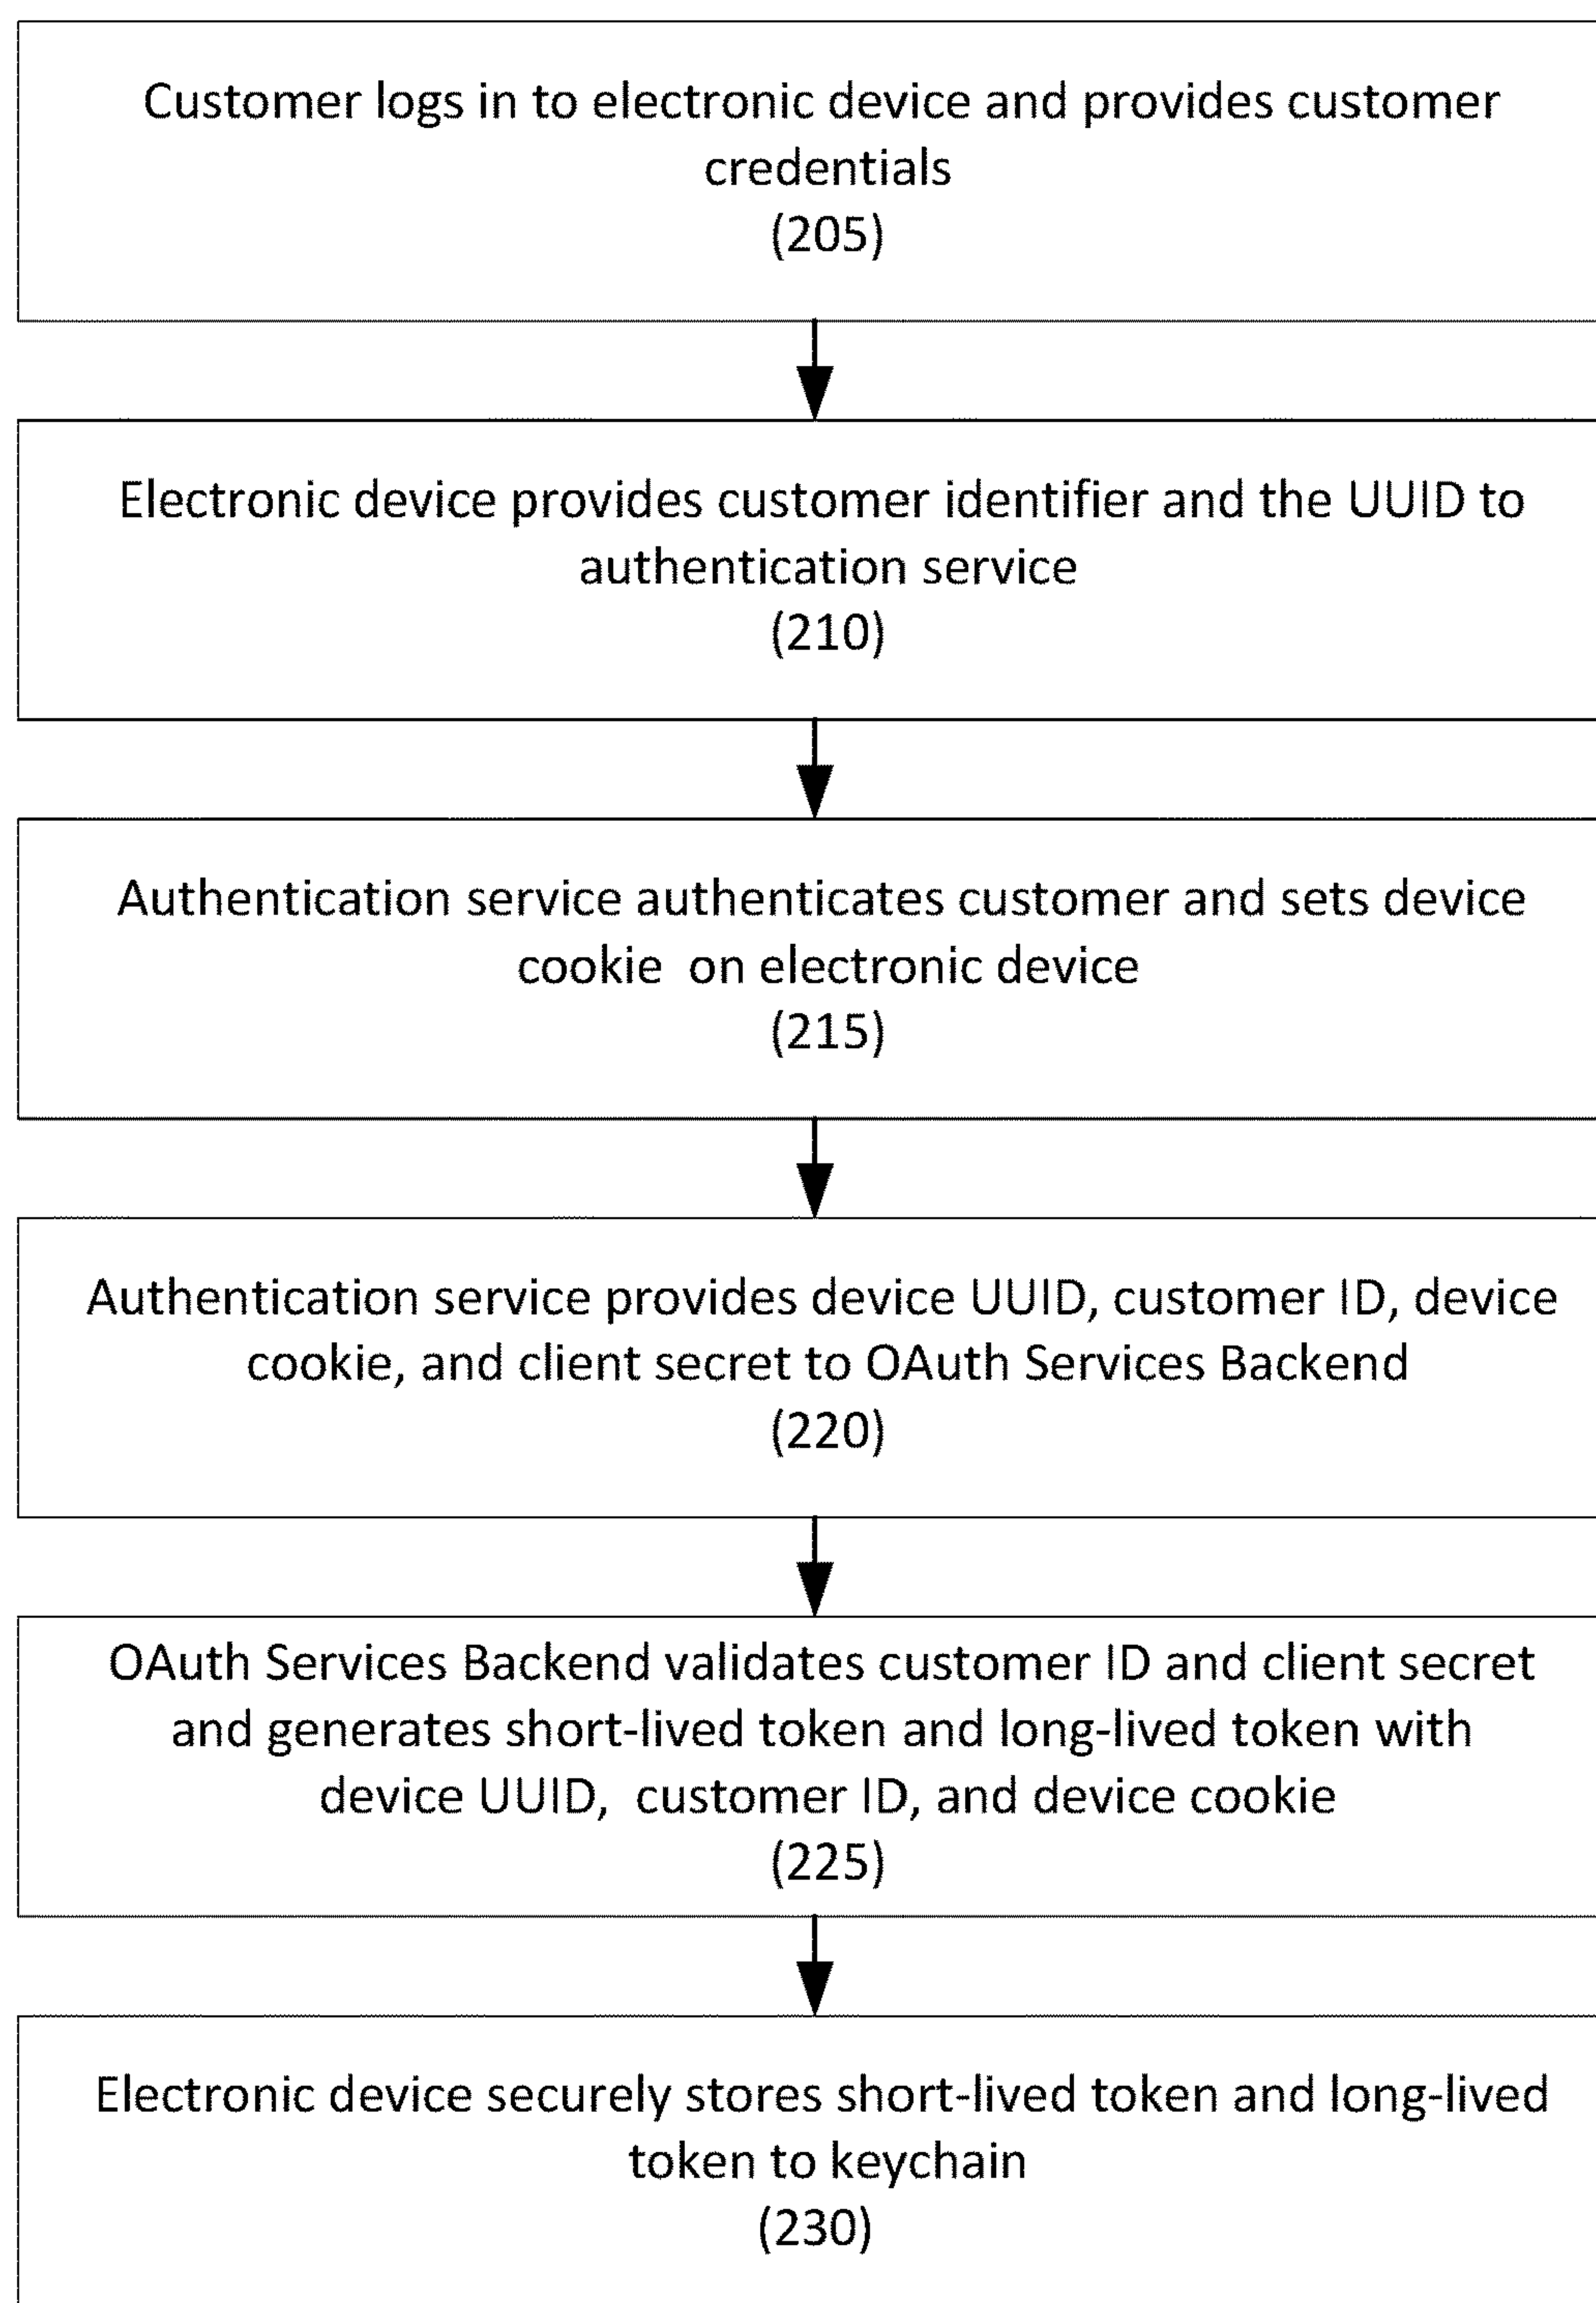 Customer logs in to electronic device and provides customer
credentials
(205)
Electronic device provides customer identifier and the UUID to
authentication service
(210)
Authentication service authenticates customer and sets device
cookie on electronic device
(215)
Authentication service provides device UUID, customer ID, device
cookie, and client secret to OAuth Services Backend
(220)
OAuth Services Backend validates customer ID and client secret
and generates short-lived token and long-lived token with
device UUID, customer ID, and device cookie
(225)
Electronic device securely stores short-lived token and long-lived
token to keychain
(230)